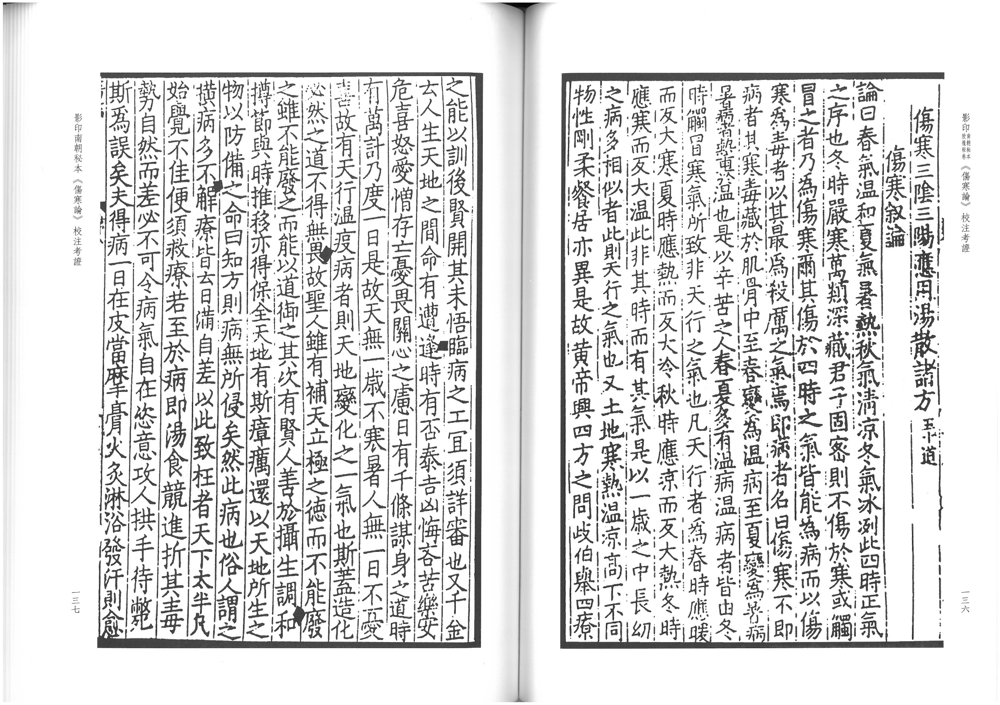 影印南朝秘本敦煌秘卷《傷寒論》校注考證
一三六
傷寒三陰三陽應用湯散諸方 五十道
傷寒叙論
論曰春氣温和夏氣暑熱秋氣清凉冬氣冰冽此四時正氣
之序也冬時嚴寒萬類深藏君子固密則不傷於寒或觸
冒之者乃為傷寒爾其傷於四時之氣皆能為病而以傷
寒爲毒者以其最爲殺厲之氣焉即病者名曰傷寒不即
病者其寒毒藏於肌骨中至春變為温病至夏變為暑病
暑病者熱重於温也是以辛苦之人春夏多有温病温病者皆由冬
時觸冒寒氣所致非天行之氣也凡天行者爲春時應暖
而反大寒夏時應熱而反大冷秋時應凉而反大熱冬時
應寒而反大温此非其時而有其氣是以一歳之中長幼
之病多相似者此則天行之氣也又土地寒熱温凉高下不同
物性剛柔飡居亦異是故黄帝興四方之問歧伯舉四療
之能以訓後賢開其未悟臨病之工冝須詳審也又千金
云人生天地之間命有遭逢時有否泰吉凶悔吝苦樂安
危喜怒愛憎存亡憂畏關心之慮日有千條謀身之道時
有萬計乃度一日是故天無一歳不寒暑人無一日不憂
喜故有天行温疫病者則天地變化之一氣也斯蓋造化
必然之道不得無畏故聖人雖有補天立極之德而不能廢
之雖不能廢之而能以道御之其次有賢人善於攝生調和
撙節與時推移亦得保全天地有斯瘴癘還以天地所生之
物以防備之命曰知方則病無所侵矣然此病也俗人謂之
橫病多不解療皆云日滿自差以此致枉者天下太半凡
始覺不佳便須救療若至於病即湯食競進折其毒
勢自然而差必不可令病氣自在恣意攻人拱手待斃
斯爲誤矣夫得病一日在皮當摩膏火灸淋浴發汗則愈
影印南朝秘本《傷寒論》校注考證
一三七